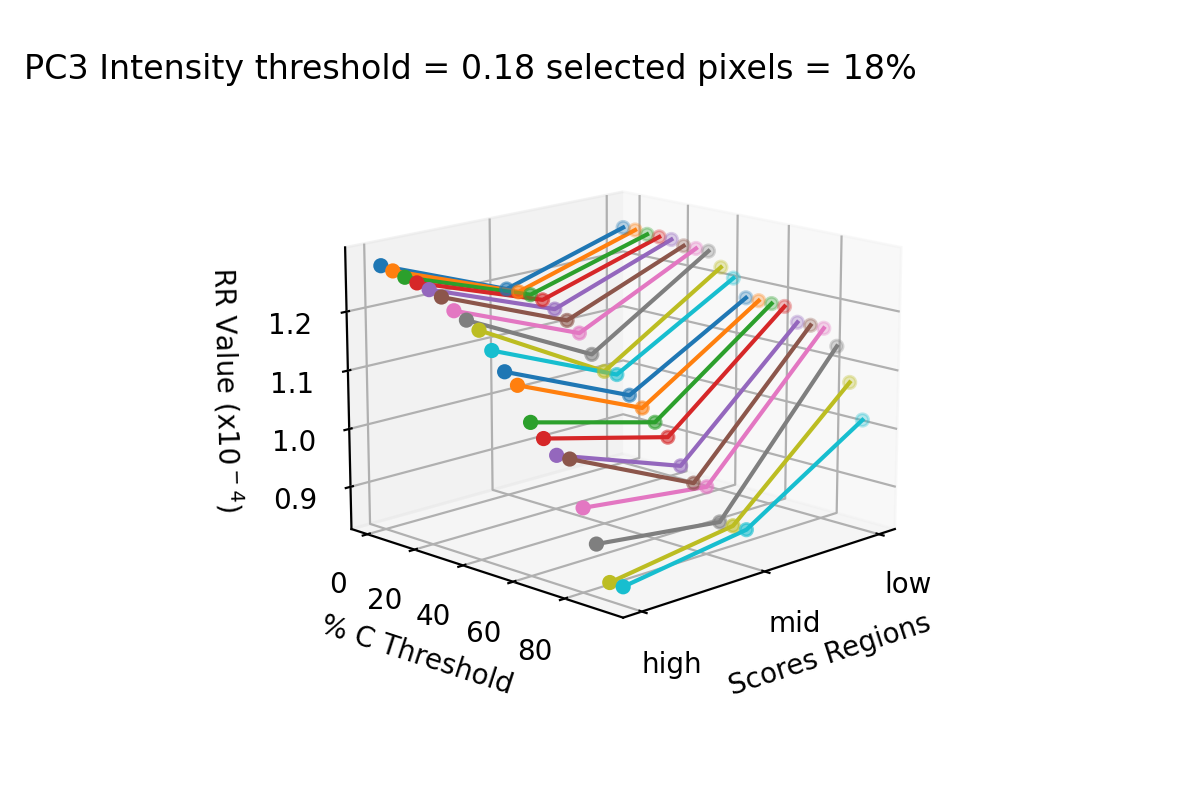 PC3 Intensity threshold = 0.18 selected pixels = 18%
RR Value (x10⁻⁴)
1.2
1.1
1.0
0.9
0
20
40
60
80
% C Threshold
high
mid
low
Scores Regions